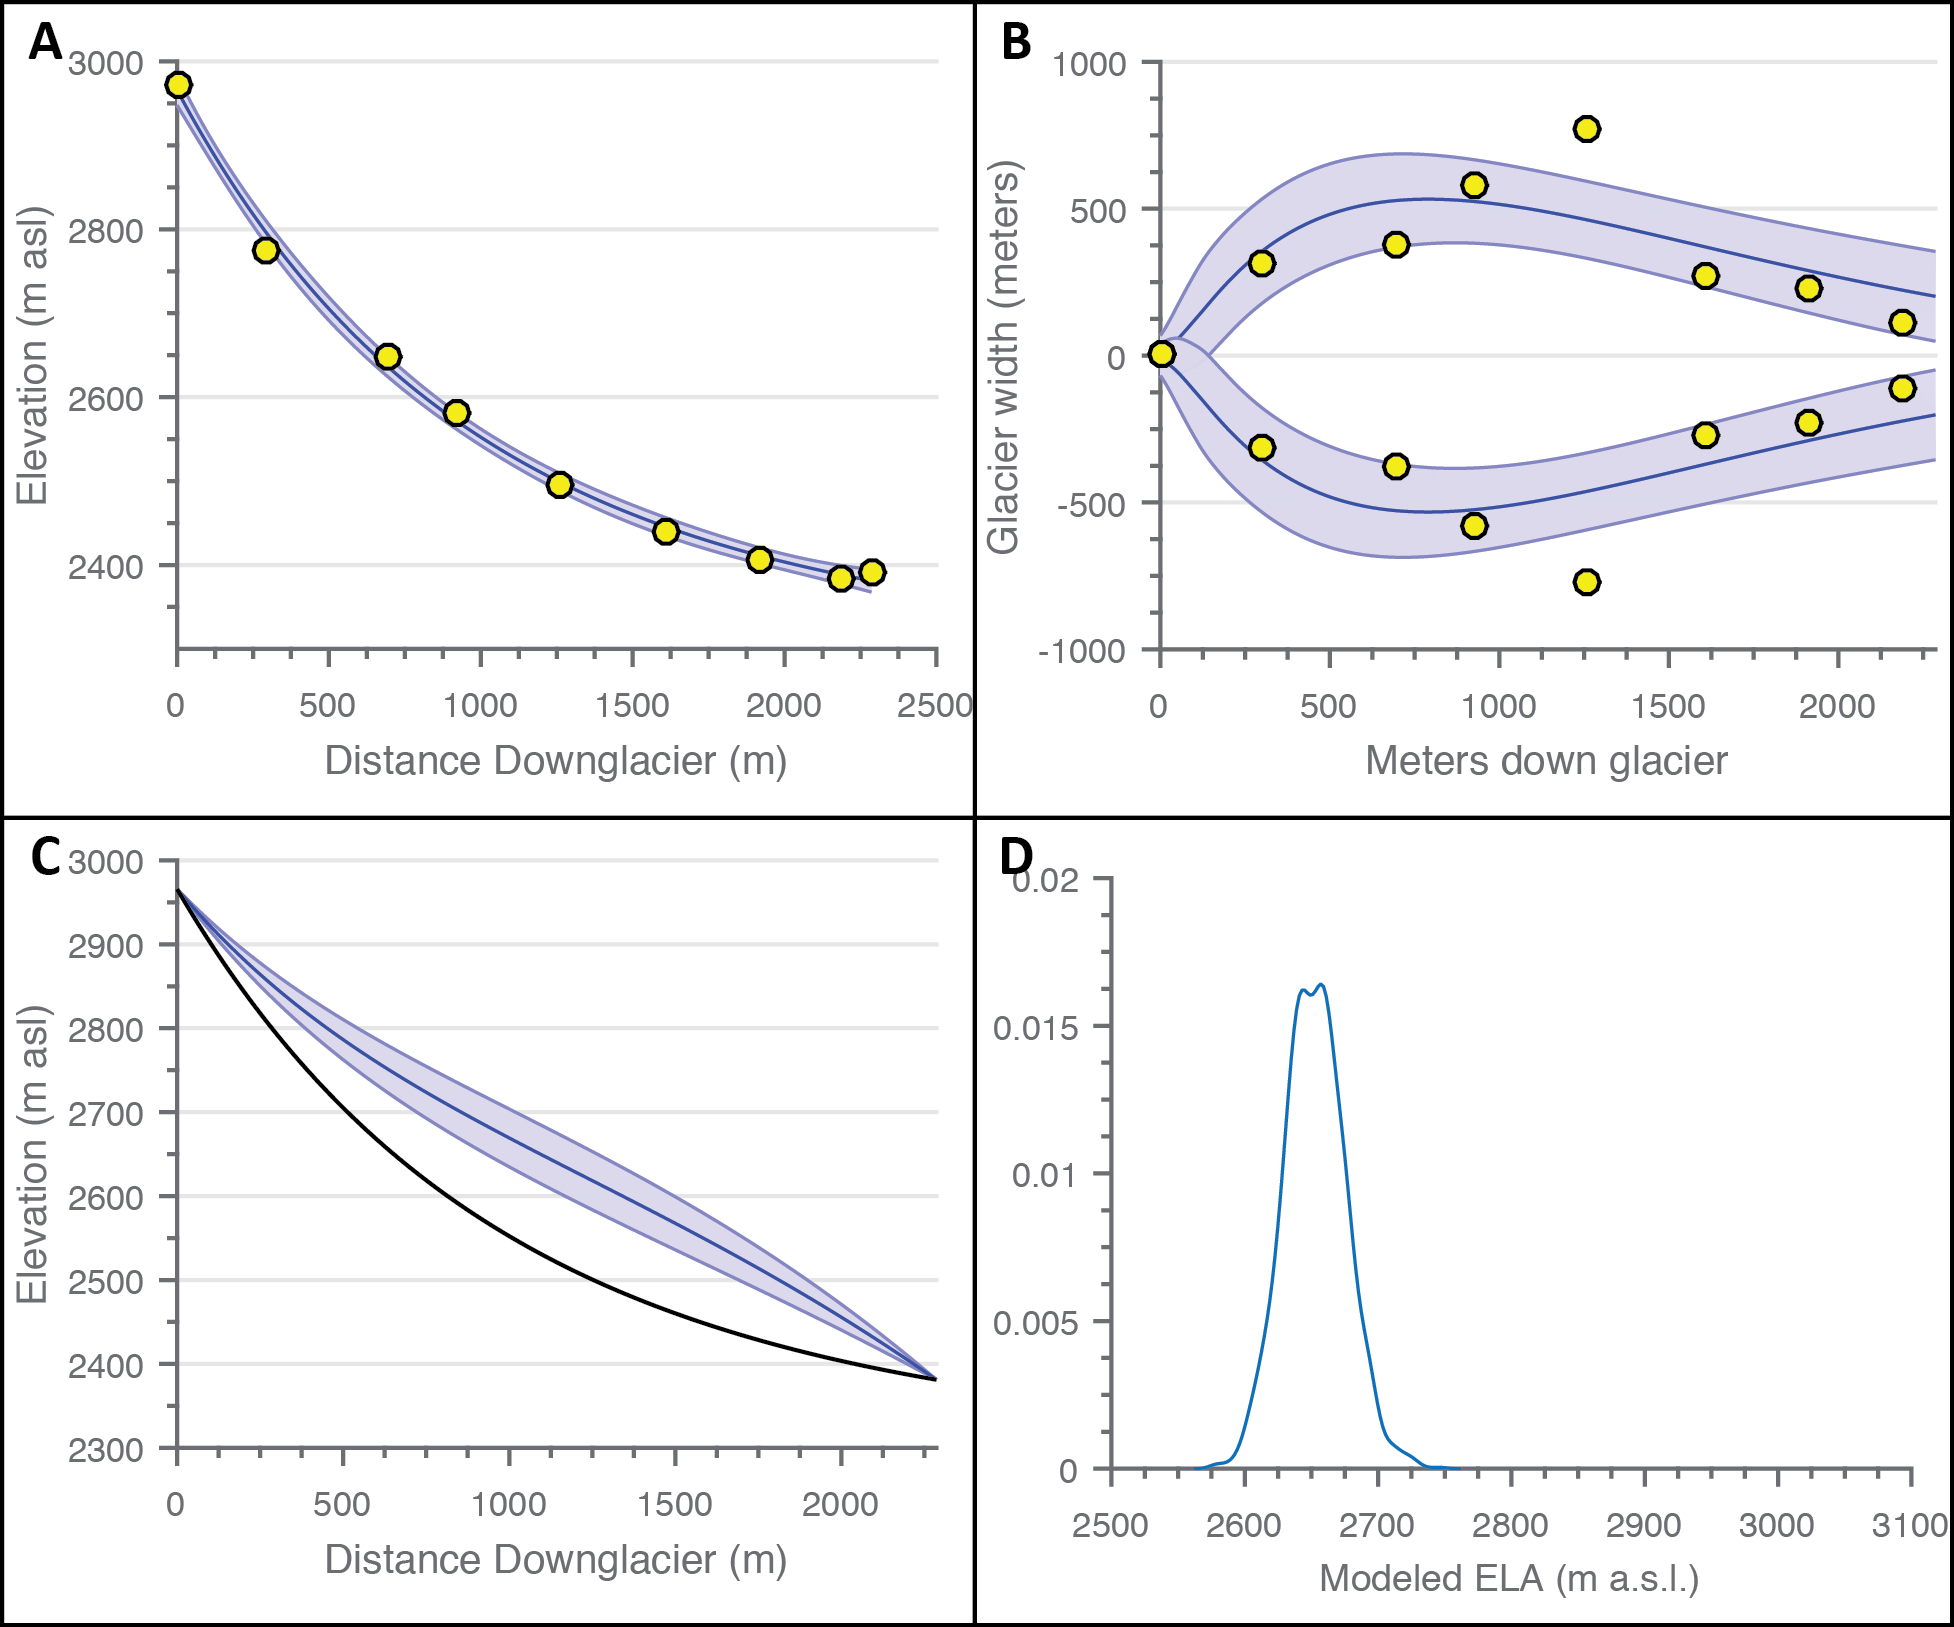 A
3000
2800
2600
2400
Elevation (m asl)
0 500 1000 1500 2000 2500
Distance Downglacier (m)
B
1000
500
0
-500
-1000
Glacier width (meters)
0 500 1000 1500 2000
Meters down glacier
C
3000
2900
2800
2700
2600
2500
2400
2300
Elevation (m asl)
0 500 1000 1500 2000
Distance Downglacier (m)
D
0.02
0.015
0.01
0.005
0
2500 2600 2700 2800 2900 3000 3100
Modeled ELA (m a.s.l.)